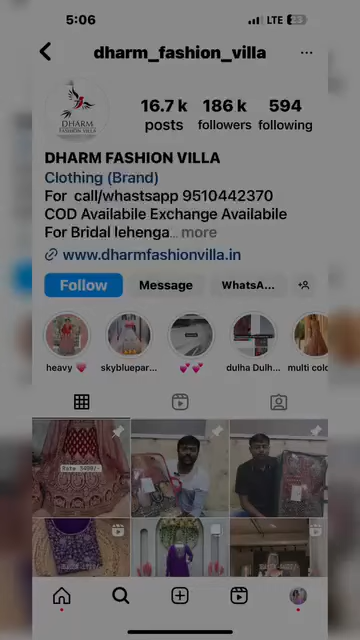 5:06
LTE 23
dharm_fashion_villa
DHARM
FASHION VILLA
16.7 k 186 k 594
posts followers following
DHARM FASHION VILLA
Clothing (Brand)
For call/whastsapp 9510442370
COD Availabile Exchange Availabile
For Bridal lehenga... more
www.dharmfashionvilla.in
Follow Message WhatsA...
heavy skybluepar... dulha Dulh... multi colo
Rate